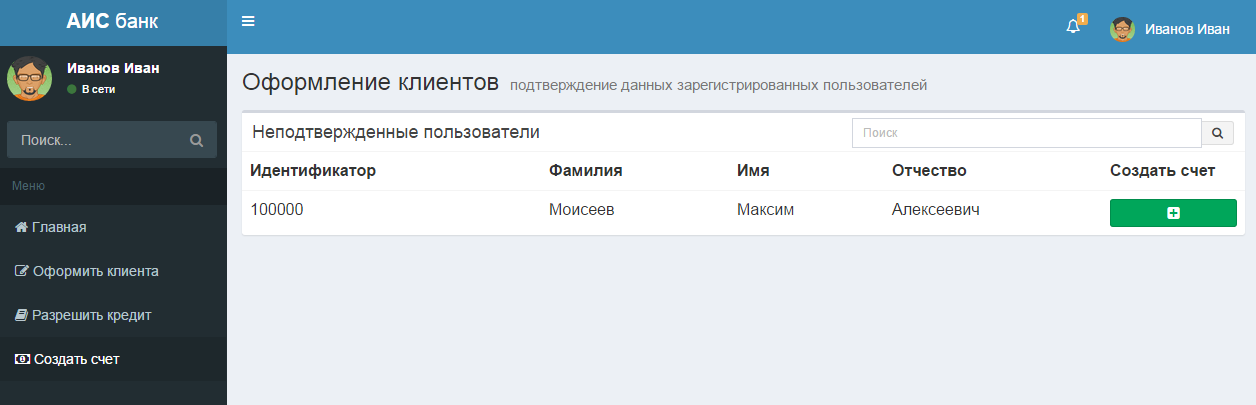 АИС банк
1
Иванов Иван
Иванов Иван
В сети
Поиск...
Меню
Главная
Оформить клиента
Разрешить кредит
Создать счет
Оформление клиентов подтверждение данных зарегистрированных пользователей
Неподтвержденные пользователи Поиск
Идентификатор Фамилия Имя Отчество Создать счет
100000 Моисеев Максим Алексеевич